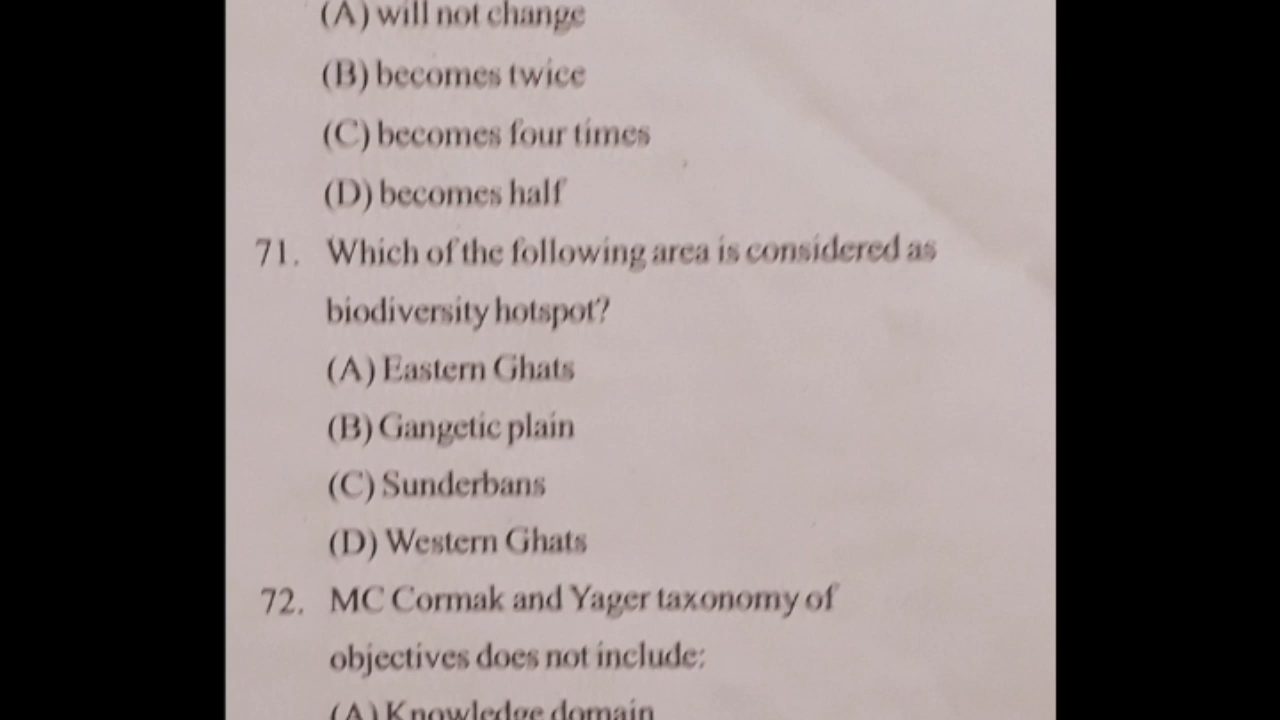 (A) will not change
(B) becomes twice
(C) becomes four times
(D) becomes half
71. Which of the following area is considered as
biodiversity hotspot?
(A) Eastern Ghats
(B) Gangetic plain
(C) Sunderbans
(D) Western Ghats
72. MC Cormak and Yager taxonomy of
objectives does not include:
(A) Knowledge domain